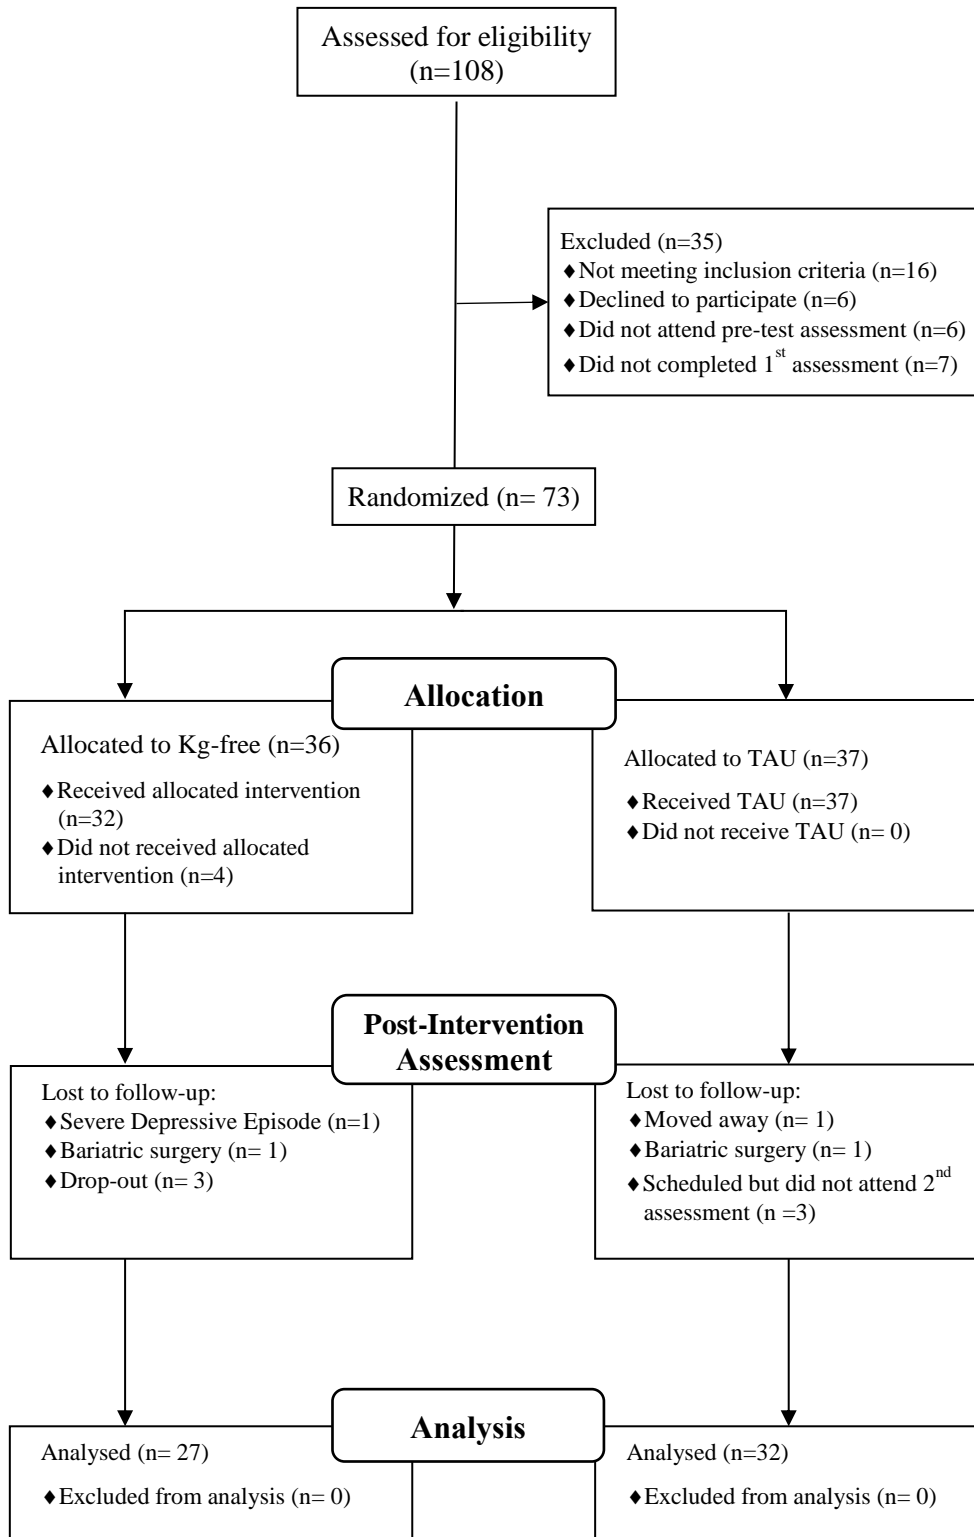 Assessed for eligibility
(n=108)
Excluded (n=35)
♦Not meeting inclusion criteria (n=16)
♦Declined to participate (n=6)
♦Did not attend pre-test assessment (n=6)
♦Did not completed 1st assessment (n=7)
Randomized (n= 73)
Allocation
Allocated to Kg-free (n=36)
♦Received allocated intervention
(n=32)
♦Did not received allocated
intervention (n=4)
Allocated to TAU (n=37)
♦Received TAU (n=37)
♦Did not receive TAU (n= 0)
Post-Intervention
Assessment
Lost to follow-up:
♦Severe Depressive Episode (n=1)
♦Bariatric surgery (n= 1)
♦Drop-out (n= 3)
Lost to follow-up:
♦Moved away (n= 1)
♦Bariatric surgery (n= 1)
♦Scheduled but did not attend 2nd
assessment (n =3)
Analysis
Analysed (n= 27)
♦Excluded from analysis (n= 0)
Analysed (n=32)
♦Excluded from analysis (n= 0)